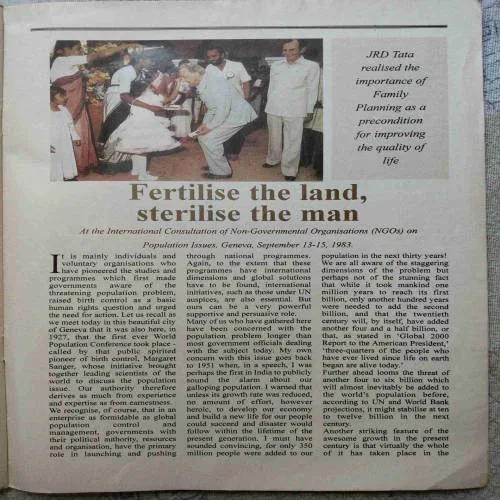 JRD Tata
realised the
importance of
Family
Planning as a
precondition
for improving
the quality of
life
Fertilise the land,
sterilise the man
At the International Consultation of Non-Governmental Organisations (NGOs) on
Population Issues, Geneva, September 13-15, 1983.
It is mainly individuals and
voluntary organisations who
have pioneered the studies and
programmes which first made
governments aware of the
threatening population problem,
raised birth control as a basic
human rights question and urged
the need for action. Let us recall as
we meet today in this beautiful city
of Geneva that it was also here, in
1927, that the first ever World
Population Conference took place -
called by that public spirited
pioneer of birth control, Margaret
Sanger, whose initiative brought
together leading scientists of the
world to discuss the population
issue. Our authority therefore
derives as much from experience
and expertise as from earnestness.
We recognise, of course, that in an
enterprise as formidable as global
population control and
management, governments with
their political authority, resources
and organisation, have the primary
role in launching and pushing
through national programmes.
Again, to the extent that these
programmes have international
dimensions and global solutions
have to be found, international
initiatives, such as those under UN
auspices, are also essential. But
ours can be a very powerful
supportive and persuasive role.
Many of us who have gathered here
have been concerned with the
population problem longer than
most government officials dealing
with the subject today. My own
concern with this issue goes back
to 1951 when, in a speech, I was
perhaps the first in India to publicly
sound the alarm about our
galloping population. I warned that
unless its growth rate was reduced,
no amount of effort, however
heroic, to develop our economy
and build a new life for our people
could succeed and disaster would
follow within the lifetime of the
present generation. I must have
sounded convincing, for only 350
million people were added to our
population in the next thirty years!
We are all aware of the staggering
dimensions of the problem but
perhaps not of the stunning fact
that while it took mankind one
million years to reach its first
billion, only another hundred years
were needed to add the second
billion, and that the twentieth
century will, by itself, have added
another four and a half billion, or
that, as stated in 'Global 2000
Report to the American President,'
'three-quarters of the people who
have ever lived since life on earth
began are alive today.'
Further ahead looms the threat of
another four to six billion which
will almost inevitably be added to
the world's population before,
according to UN and World Bank
projections, it might stabilise at ten
to twelve billion in the next
century.
Another striking feature of the
awesome growth in the present
century is that virtually the whole
of it has taken place in the